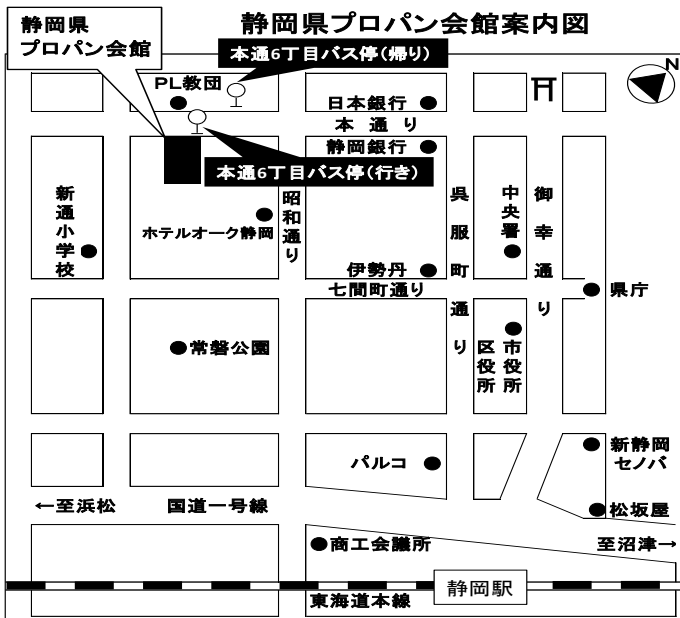 静岡県プロパン会館案内図
静岡県
プロパン会館
本通6丁目バス停(帰り)
N
PL教団
日本銀行
本通り
静岡銀行
本通6丁目バス停(行き)
新通小学校
ホテルオーク静岡
昭和通り
呉服町通り
中央署
御幸通り
伊勢丹
七間町通り
県庁
常磐公園
区役所
市役所
パルコ
新静岡
セノバ
←至浜松
国道一号線
松坂屋
商工会議所
至沼津→
静岡駅
東海道本線